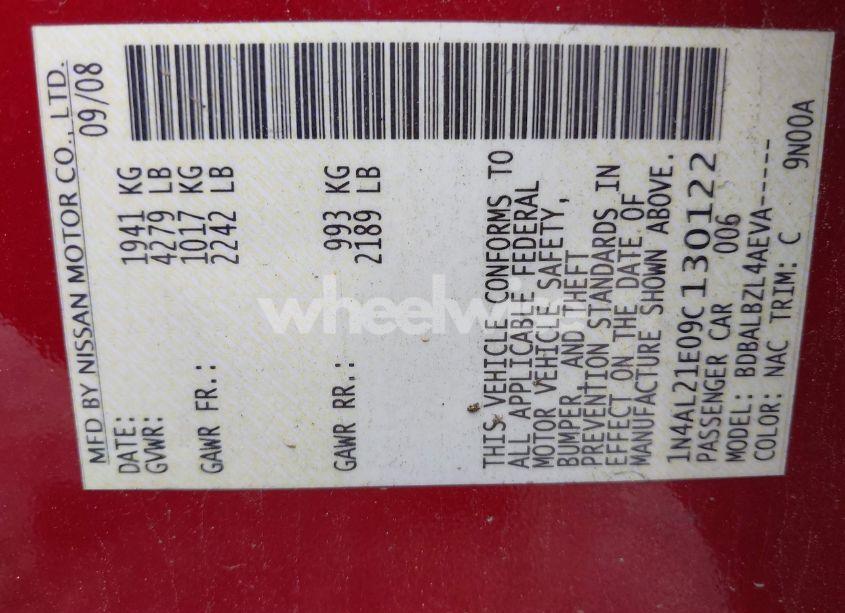 MFD BY NISSAN MOTOR CO., LTD.
DATE: 09/08
GVWR: 1941 KG
4279 LB
GAWR FR.: 1017 KG
2242 LB
GAWR RR.: 993 KG
2189 LB
THIS VEHICLE CONFORMS TO
ALL APPLICABLE FEDERAL
MOTOR VEHICLE SAFETY,
BUMPER, AND THEFT
PREVENTION STANDARDS IN
EFFECT ON THE DATE OF
MANUFACTURE SHOWN ABOVE.
1N4AL21E09C130122
PASSENGER CAR 006
MODEL: BDBALBZL4AEVA-----
COLOR: NAC TRIM: C 9N00A
wheelwire